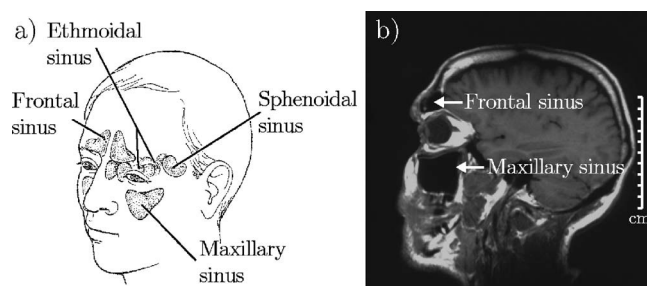 a)
Ethmoidal
sinus
Frontal
sinus
Sphenoidal
sinus
Maxillary
sinus
b)
Frontal sinus
Maxillary sinus
cm